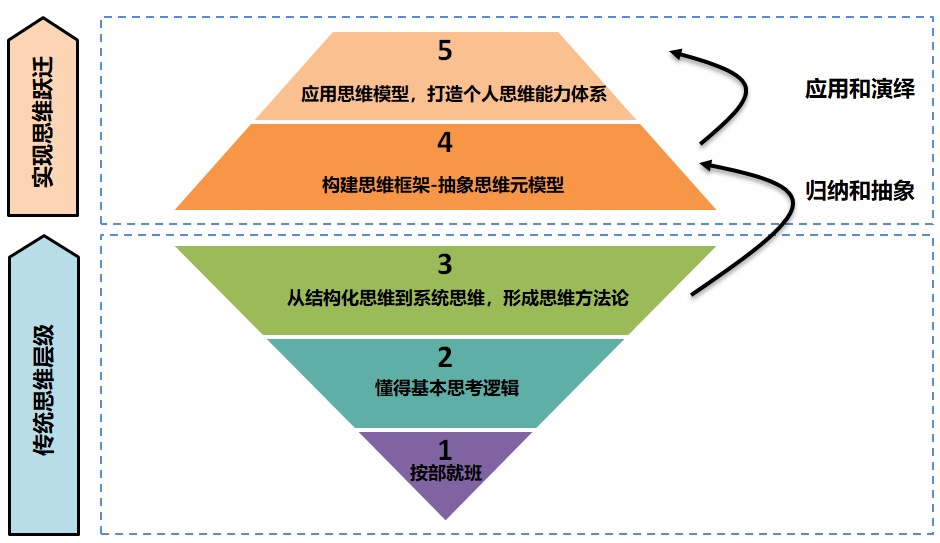 实现思维跃迁
5
应用思维模型，打造个人思维能力体系
4
构建思维框架-抽象思维元模型
应用和演绎
归纳和抽象
传统思维层级
3
从结构化思维到系统思维，形成思维方法论
2
懂得基本思考逻辑
1
按部就班